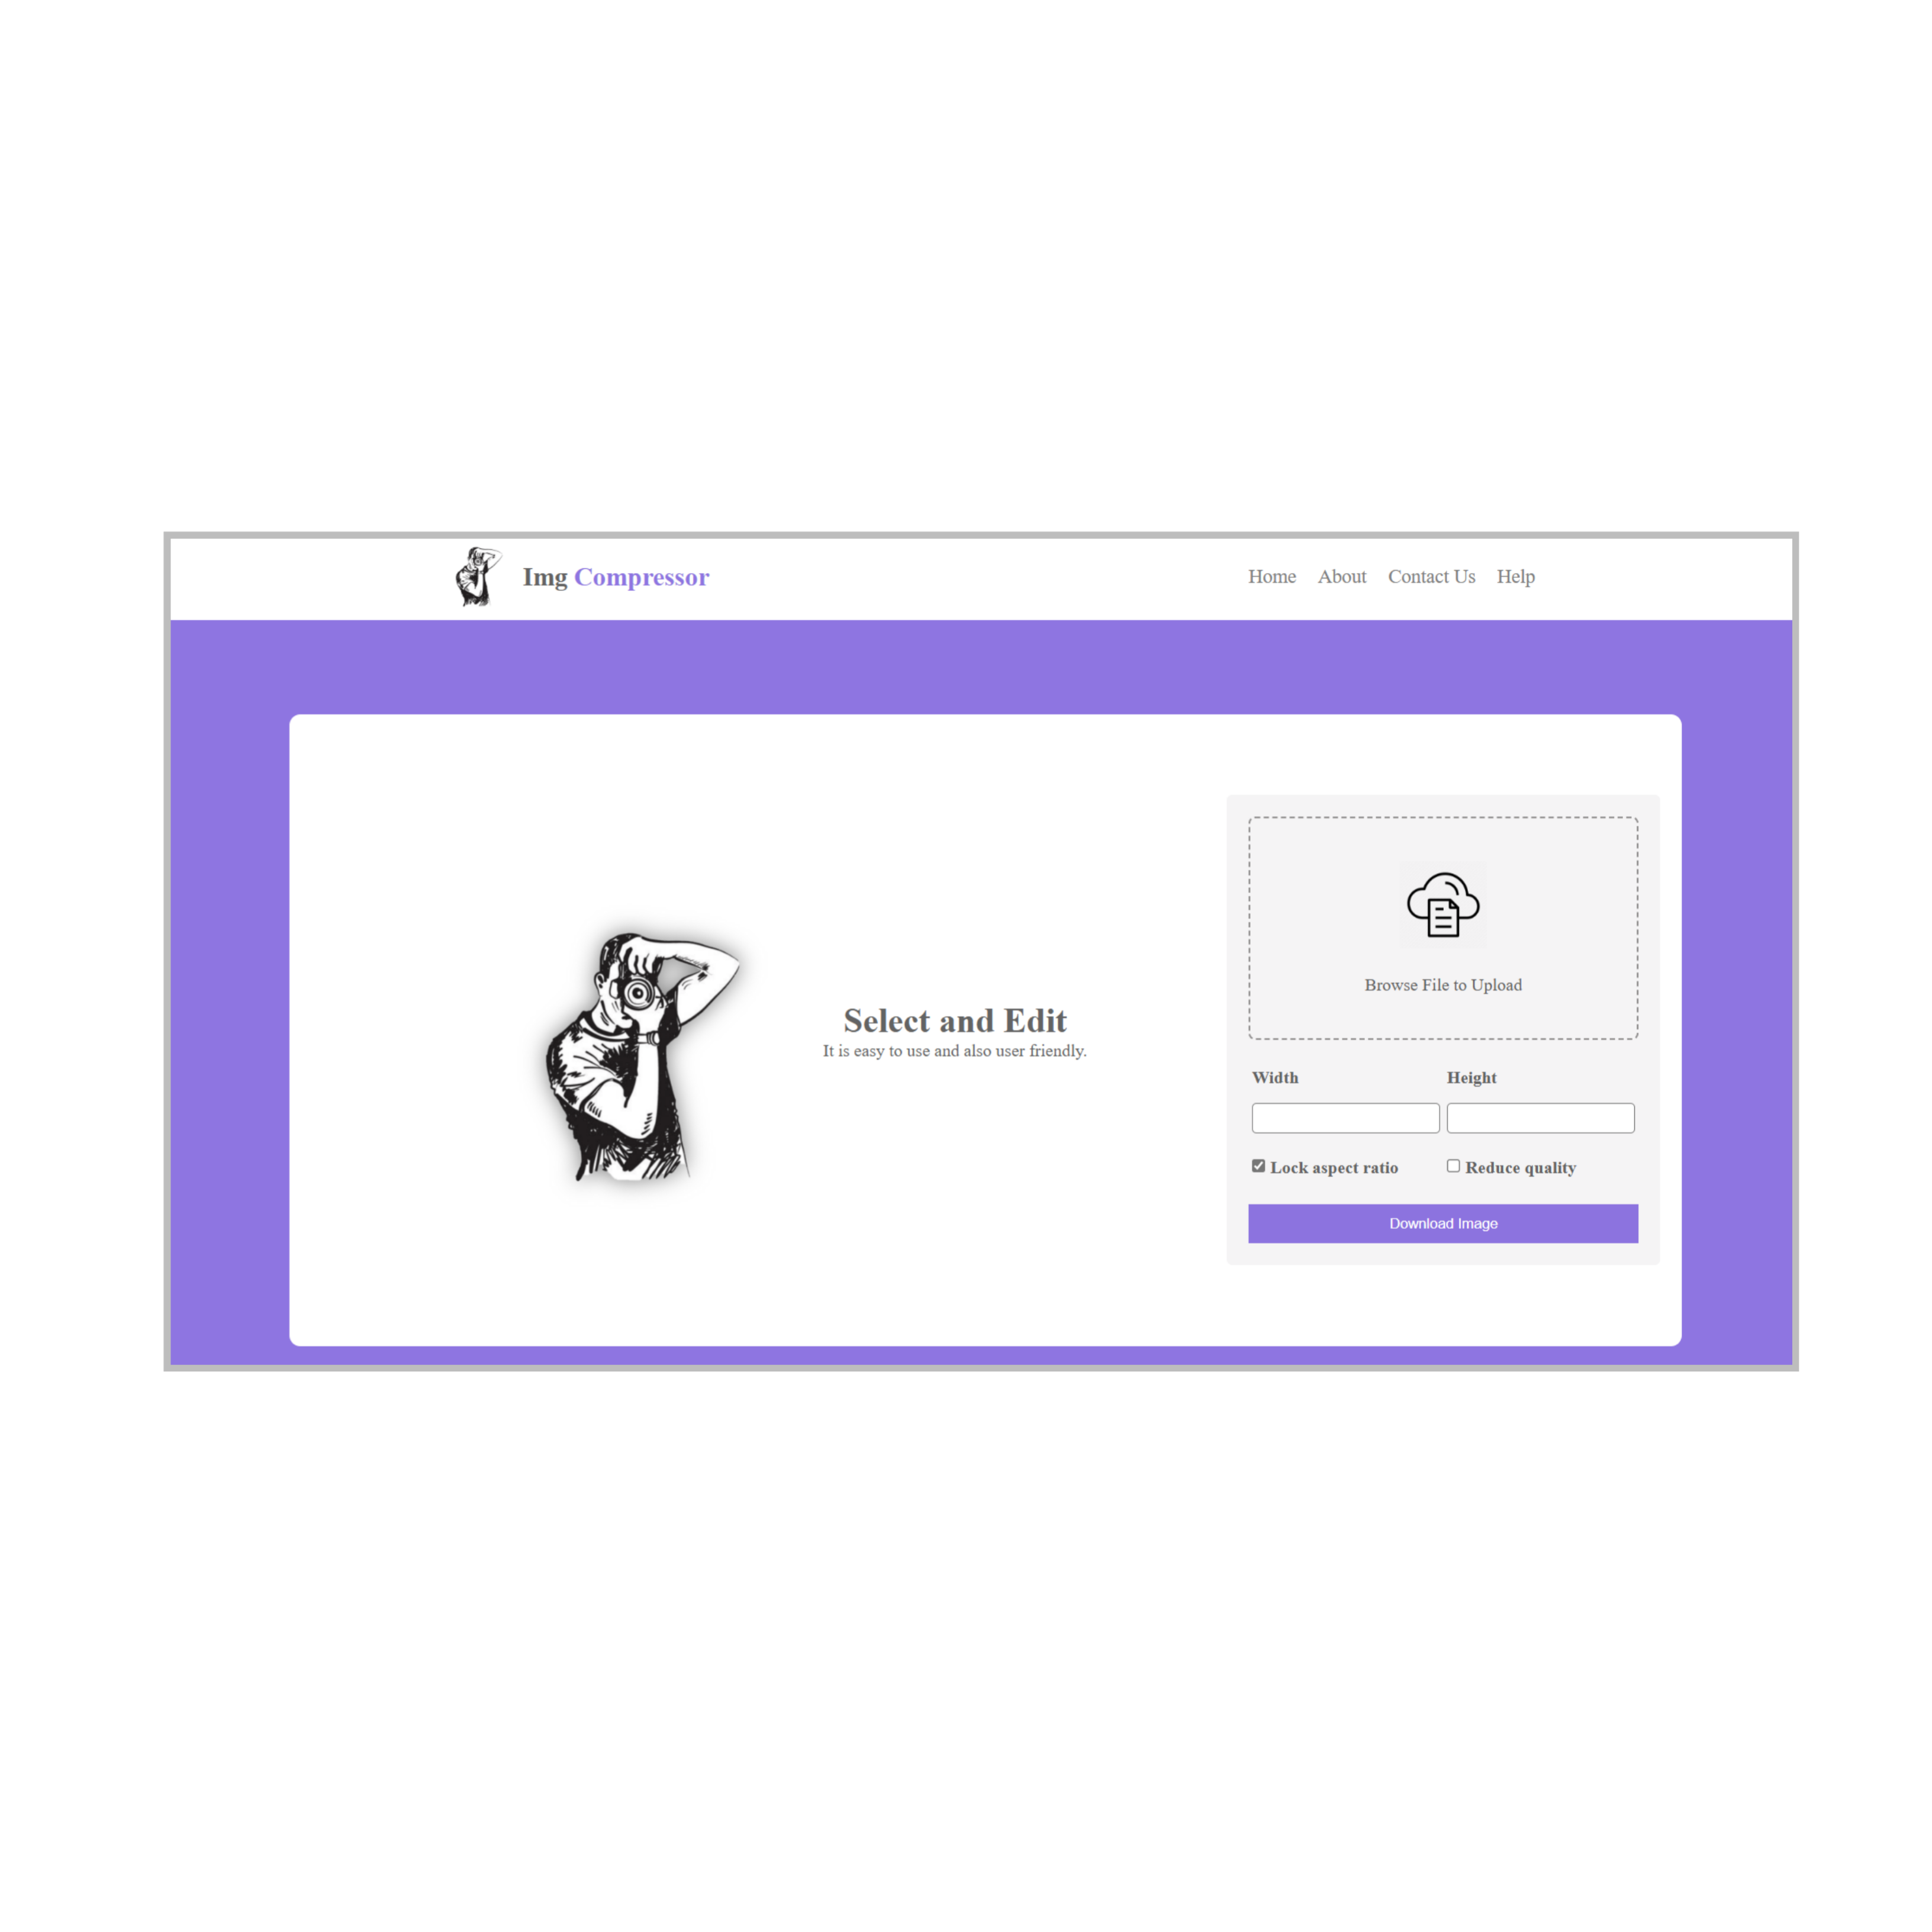 Img Compressor
Home About Contact Us Help
Select and Edit
It is easy to use and also user friendly.
Browse File to Upload
Width Height
Lock aspect ratio Reduce quality
Download Image